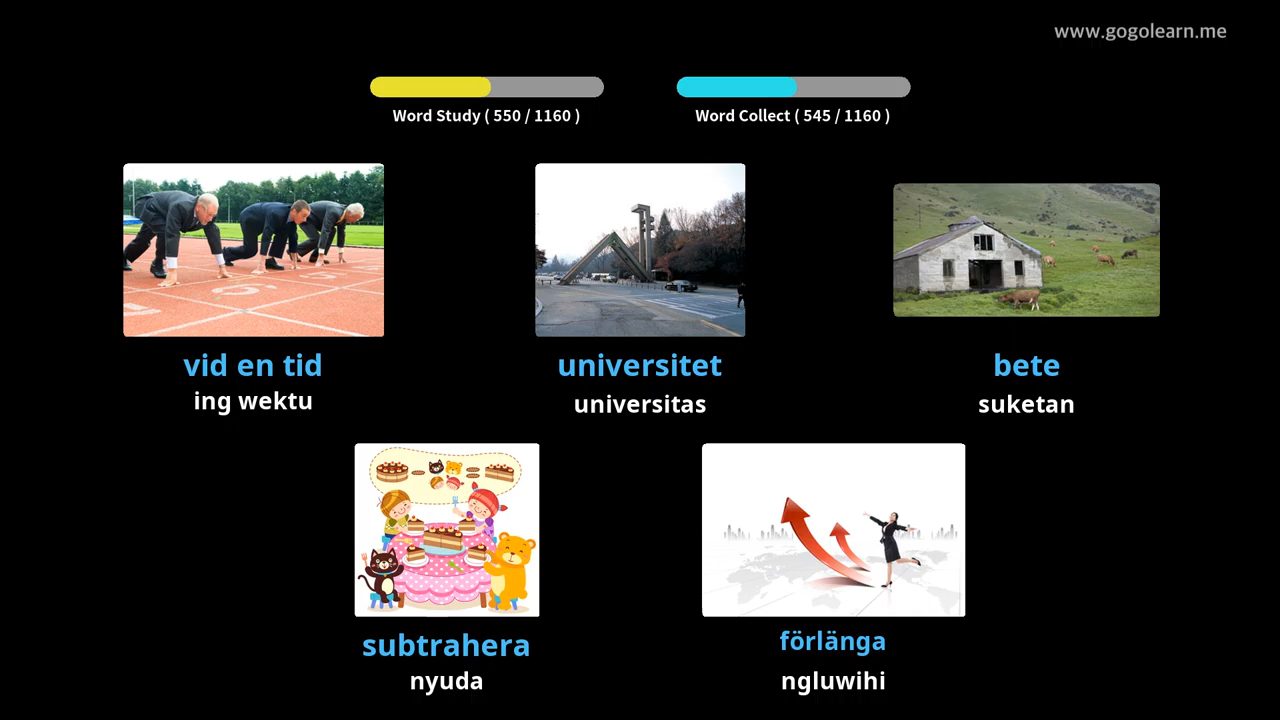 www.gogolearn.me
Word Study ( 550 / 1160 )
Word Collect ( 545 / 1160 )
vid en tid
ing wektu
universitet
universitas
bete
suketan
subtrahera
nyuda
förlänga
ngluwihi